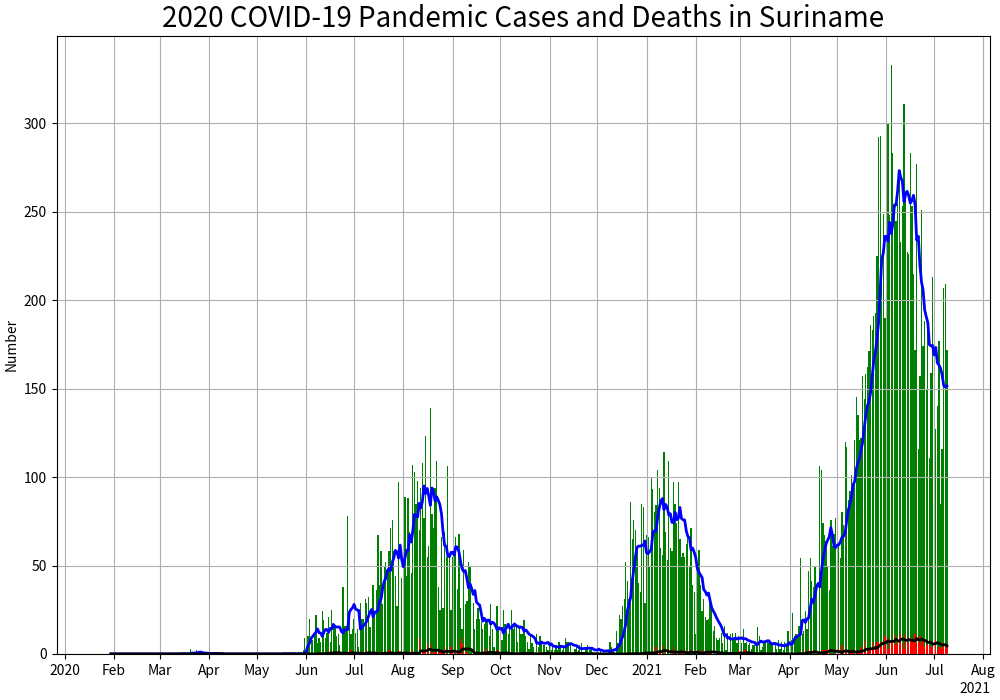 2020 COVID-19 Pandemic Cases and Deaths in Suriname
Number
300
250
200
150
100
50
0
2020 Feb Mar Apr May Jun Jul Aug Sep Oct Nov Dec 2021 Feb Mar Apr May Jun Jul Aug
2021